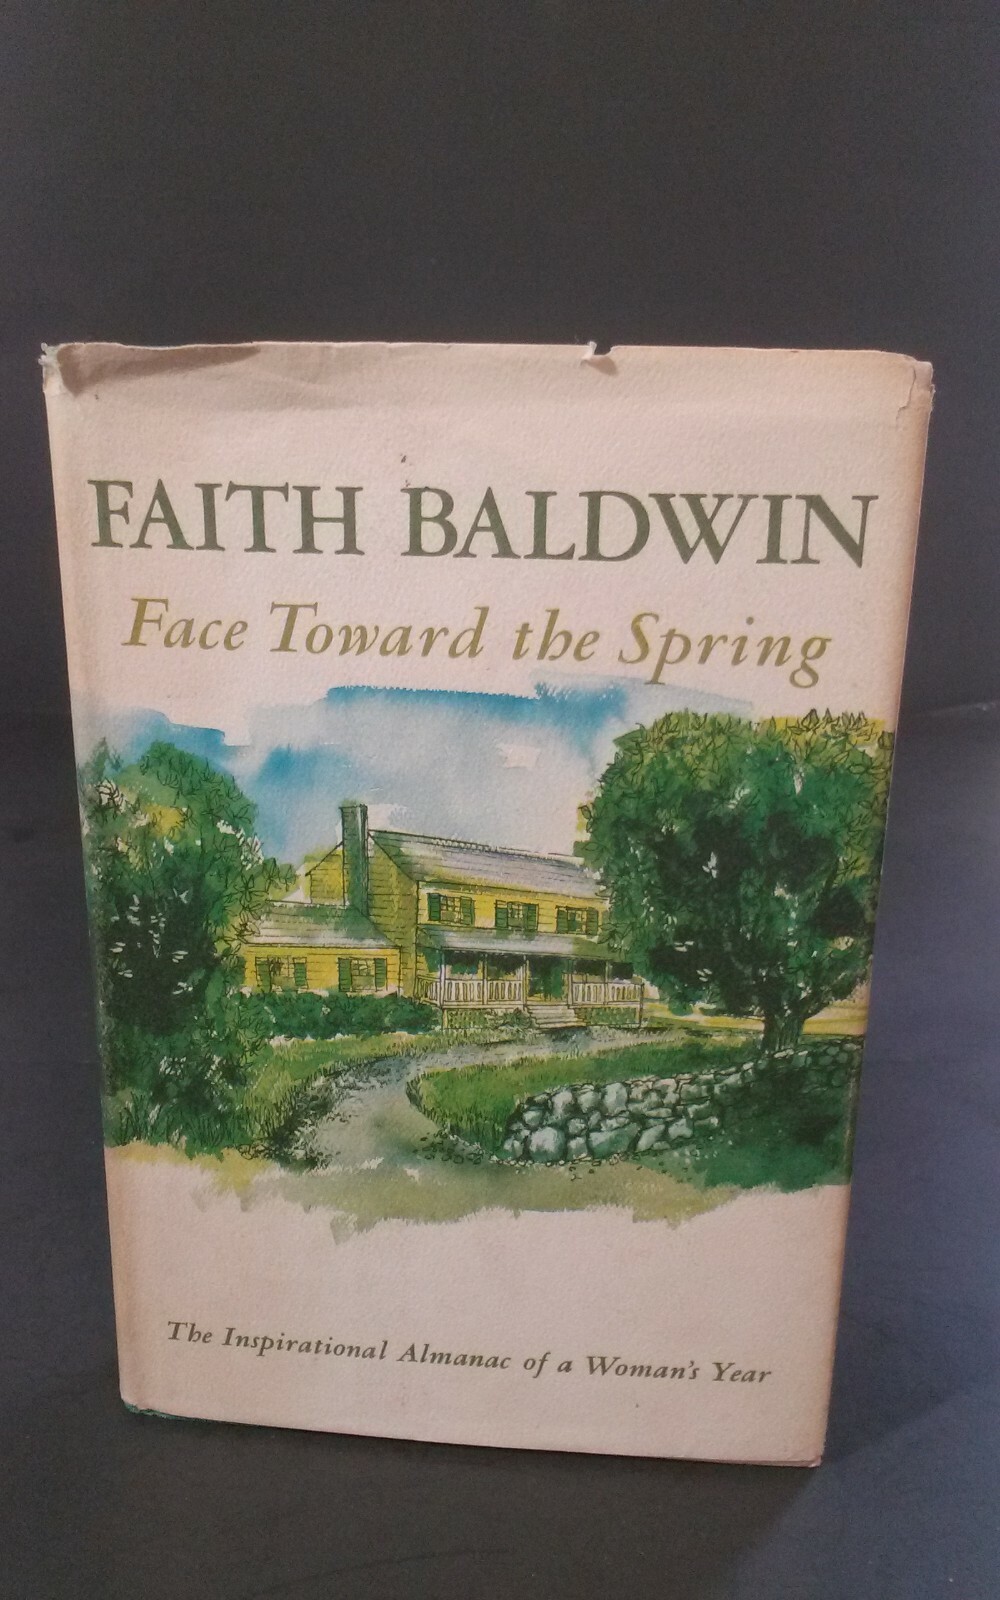 FAITH BALDWIN
Face Toward the Spring
The Inspirational Almanac of a Woman's Year